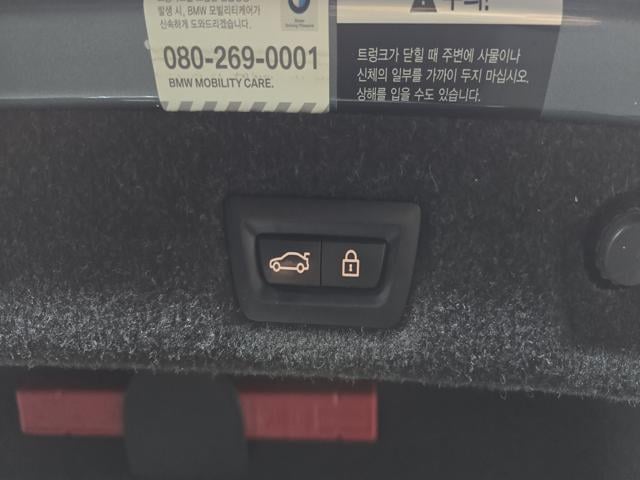 발생 시, BMW 모빌리티케어가
신속하게 도와드리겠습니다.
080-269-0001
BMW MOBILITY CARE.
주의!
트렁크가 닫힐 때 주변에 사물이나
신체의 일부를 가까이 두지 마십시오.
상해를 입을 수도 있습니다.